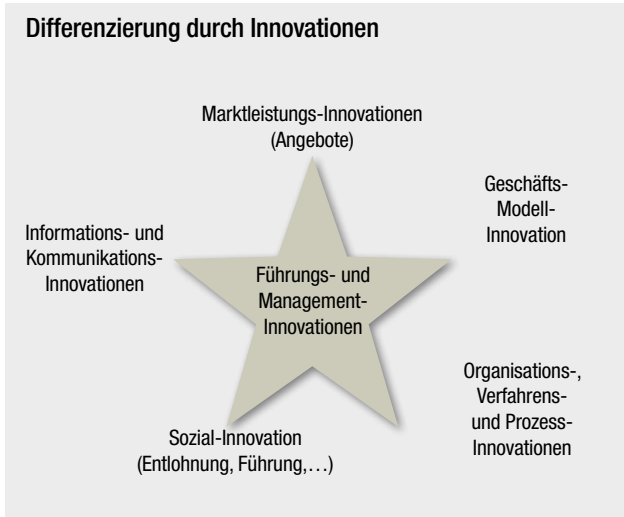 Differenzierung durch Innovationen
Marktleistungs-Innovationen
(Angebote)
Geschäfts-
Modell-
Innovation
Informations- und
Kommunikations-
Innovationen
Führungs- und
Management-
Innovationen
Organisations-,
Verfahrens-
und Prozess-
Innovationen
Sozial-Innovation
(Entlohnung, Führung,…)